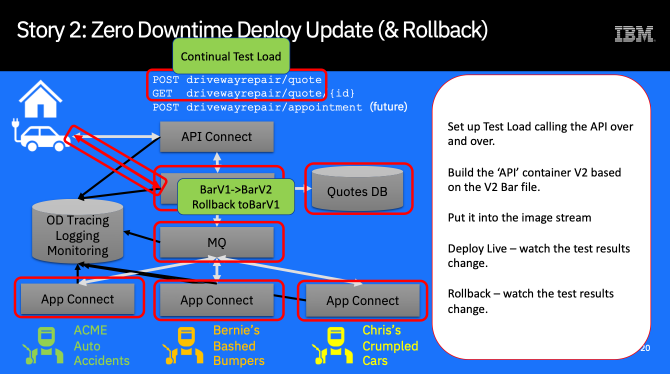 Story 2: Zero Downtime Deploy Update (& Rollback)
IBM
Continual Test Load
POST drivewayrepair/quote
GET drivewayrepair/quote/{id}
POST drivewayrepair/appointment (future)
API Connect
BarV1->BarV2
Rollback toBarV1
Quotes DB
OD Tracing
Logging
Monitoring
MQ
App Connect
App Connect
App Connect
ACME
Auto
Accidents
Bernie's
Bashed
Bumpers
Chris's
Crumpled
Cars
Set up Test Load calling the API over
and over.
Build the 'API' container V2 based
on the V2 Bar file.
Put it into the image stream
Deploy Live – watch the test results
change.
Rollback – watch the test results
change.
20